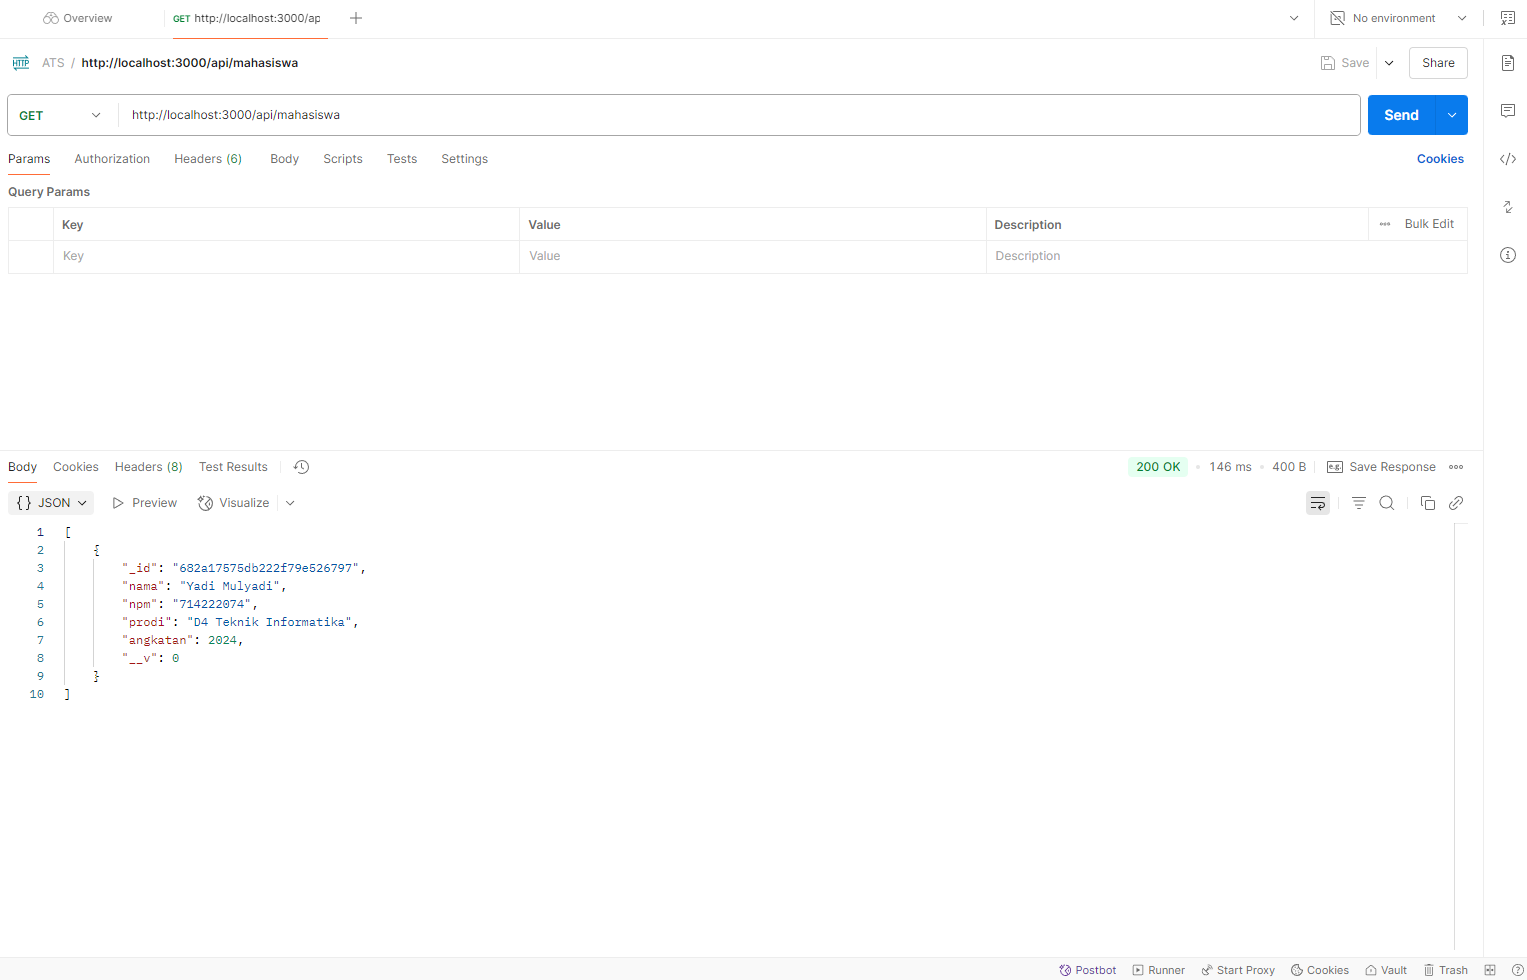 Overview
GET http://localhost:3000/ap
No environment
HTTP ATS / http://localhost:3000/api/mahasiswa
Save
Share
GET
http://localhost:3000/api/mahasiswa
Send
Params Authorization Headers (6) Body Scripts Tests Settings
Cookies
Query Params
Key Value Description ••• Bulk Edit
Key Value Description
Body Cookies Headers (8) Test Results
200 OK • 146 ms • 400 B
e.g. Save Response •••
{} JSON Preview Visualize
1 [
2 {
3 "_id": "682a17575db222f79e526797",
4 "nama": "Yadi Mulyadi",
5 "npm": "714222074",
6 "prodi": "D4 Teknik Informatika",
7 "angkatan": 2024,
8 "__v": 0
9 }
10 ]
Postbot Runner Start Proxy Cookies Vault Trash